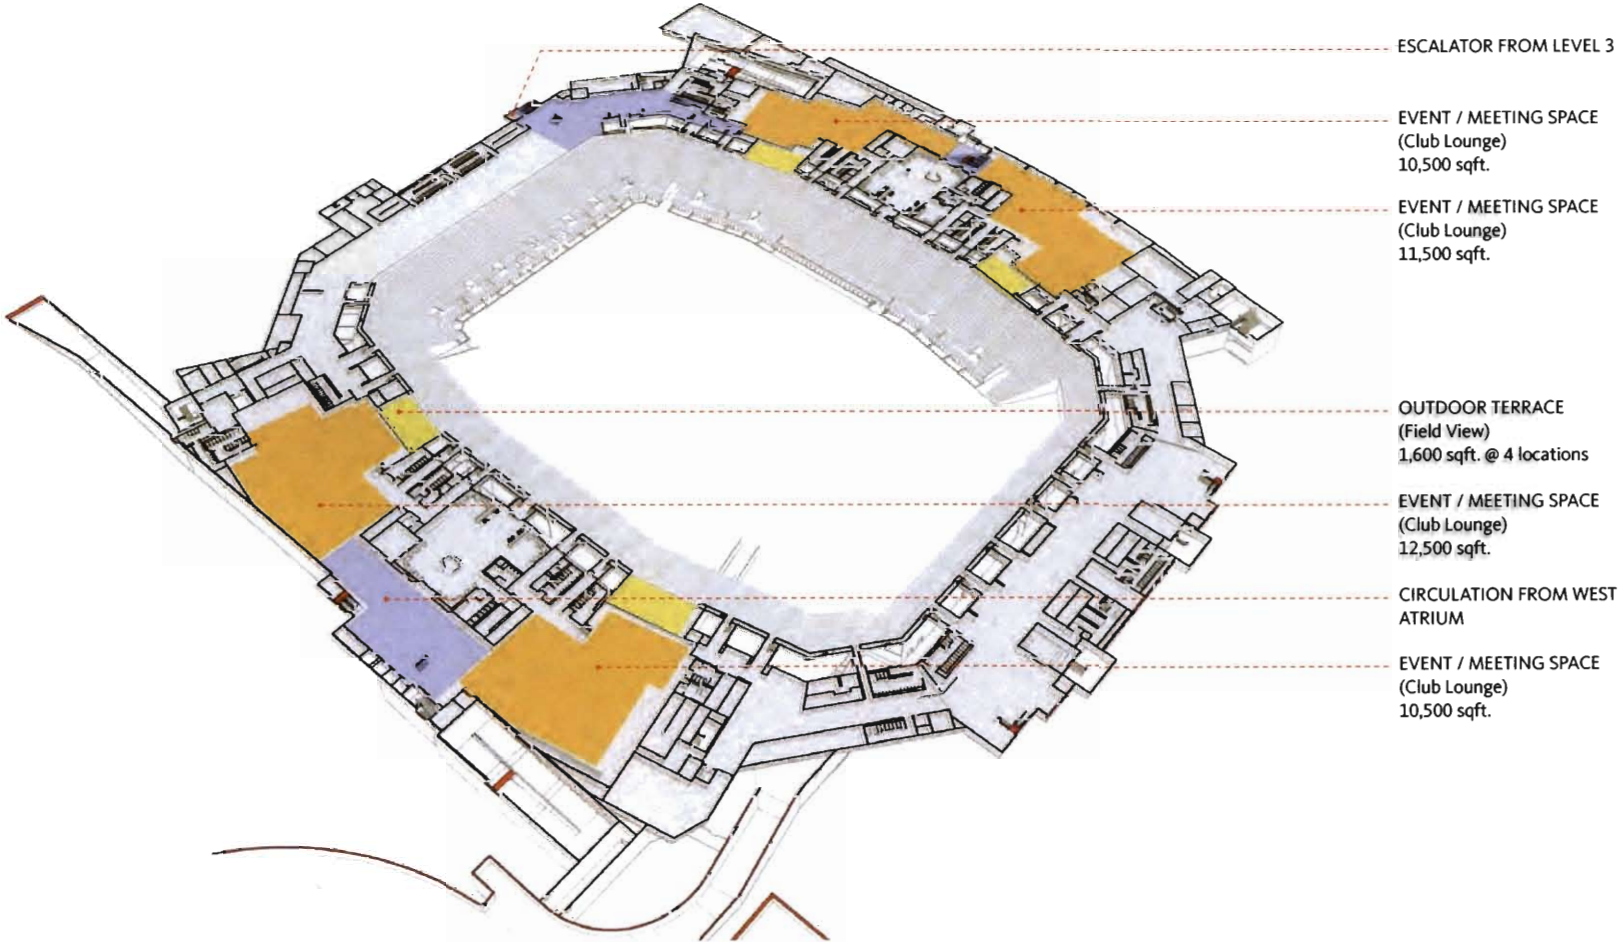 ESCALATOR FROM LEVEL 3
EVENT / MEETING SPACE
(Club Lounge)
10,500 sqft.
EVENT / MEETING SPACE
(Club Lounge)
11,500 sqft.
OUTDOOR TERRACE
(Field View)
1,600 sqft. @ 4 locations
EVENT / MEETING SPACE
(Club Lounge)
12,500 sqft.
CIRCULATION FROM WEST
ATRIUM
EVENT / MEETING SPACE
(Club Lounge)
10,500 sqft.